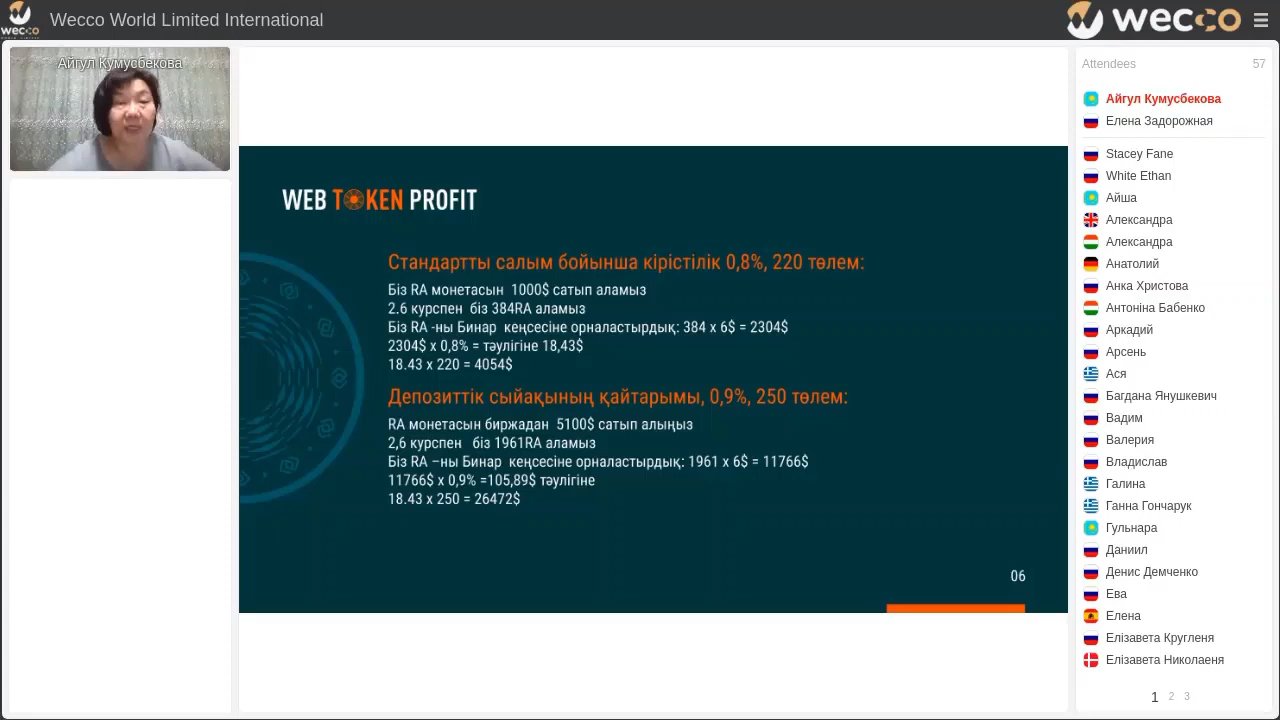 Wecco World Limited International
wecco
wecco
Айгул Кумусбекова
WEB TOKEN PROFIT
Стандартты салым бойынша кірістілік 0,8%, 220 төлем:
Біз RA монетасын 1000$ сатып аламыз
2.6 курспен біз 384RA аламыз
Біз RA -ны Бинар кеңсесіне орналастырдық: 384 x 6$ = 2304$
2304$ x 0,8% = тәулігіне 18,43$
18.43 x 220 = 4054$
Депозиттік сыйақының қайтарымы, 0,9%, 250 төлем:
RA монетасын биржадан 5100$ сатып алыңыз
2,6 курспен біз 1961RA аламыз
Біз RA –ны Бинар кеңсесіне орналастырдық: 1961 x 6$ = 11766$
11766$ x 0,9% =105,89$ тәулігіне
18.43 x 250 = 26472$
06
Attendees 57
Айгул Кумусбекова
Елена Задорожная
Stacey Fane
White Ethan
Айша
Александра
Александра
Анатолий
Анка Христова
Антоніна Бабенко
Аркадий
Арсень
Ася
Багдана Янушкевич
Вадим
Валерия
Владислав
Галина
Ганна Гончарук
Гульнара
Даниил
Денис Демченко
Ева
Елена
Елізавета Кругленя
Елізавета Николаеня
1 2 3